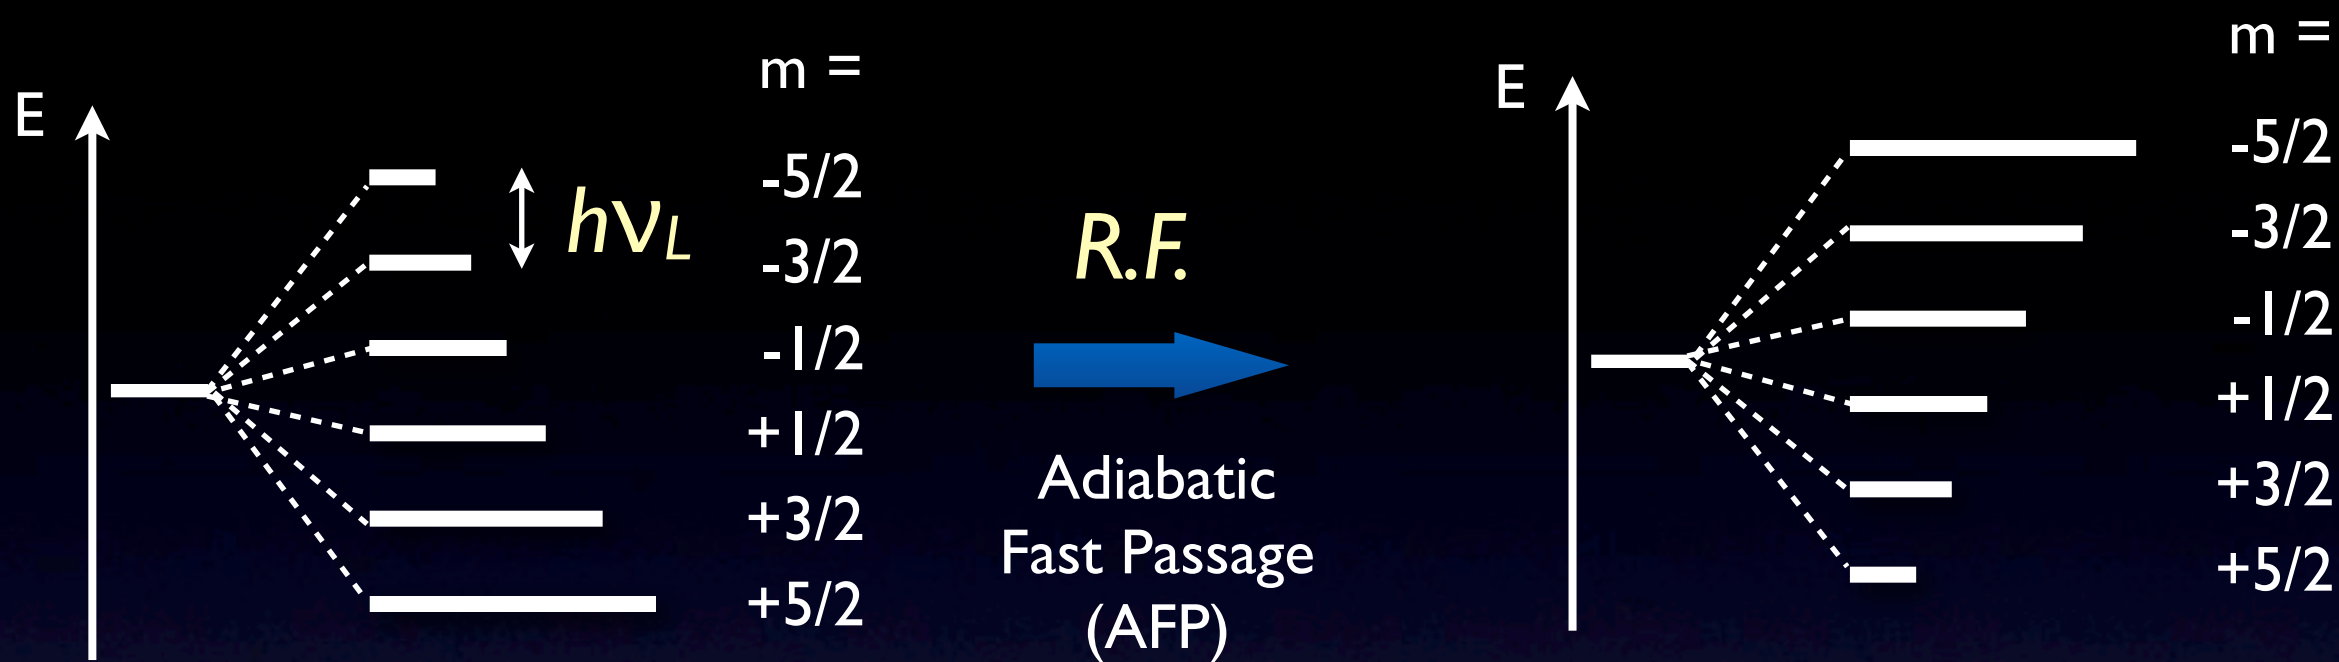 E
m =
-5/2
-3/2
-1/2
+1/2
+3/2
+5/2
hνL
R.F.
Adiabatic
Fast Passage
(AFP)
E
m =
-5/2
-3/2
-1/2
+1/2
+3/2
+5/2